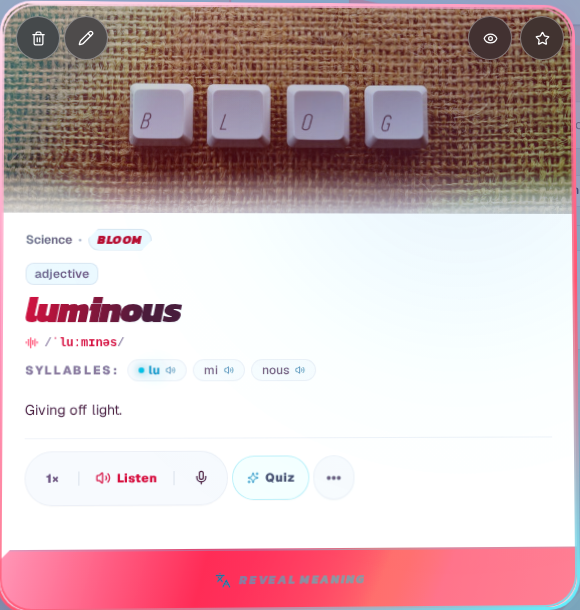 B L O G
Science • BLOOM
adjective
luminous
/ˈluːmɪnəs/
SYLLABLES: lu mi nous
Giving off light.
1× Listen Quiz •••
REVEAL MEANING